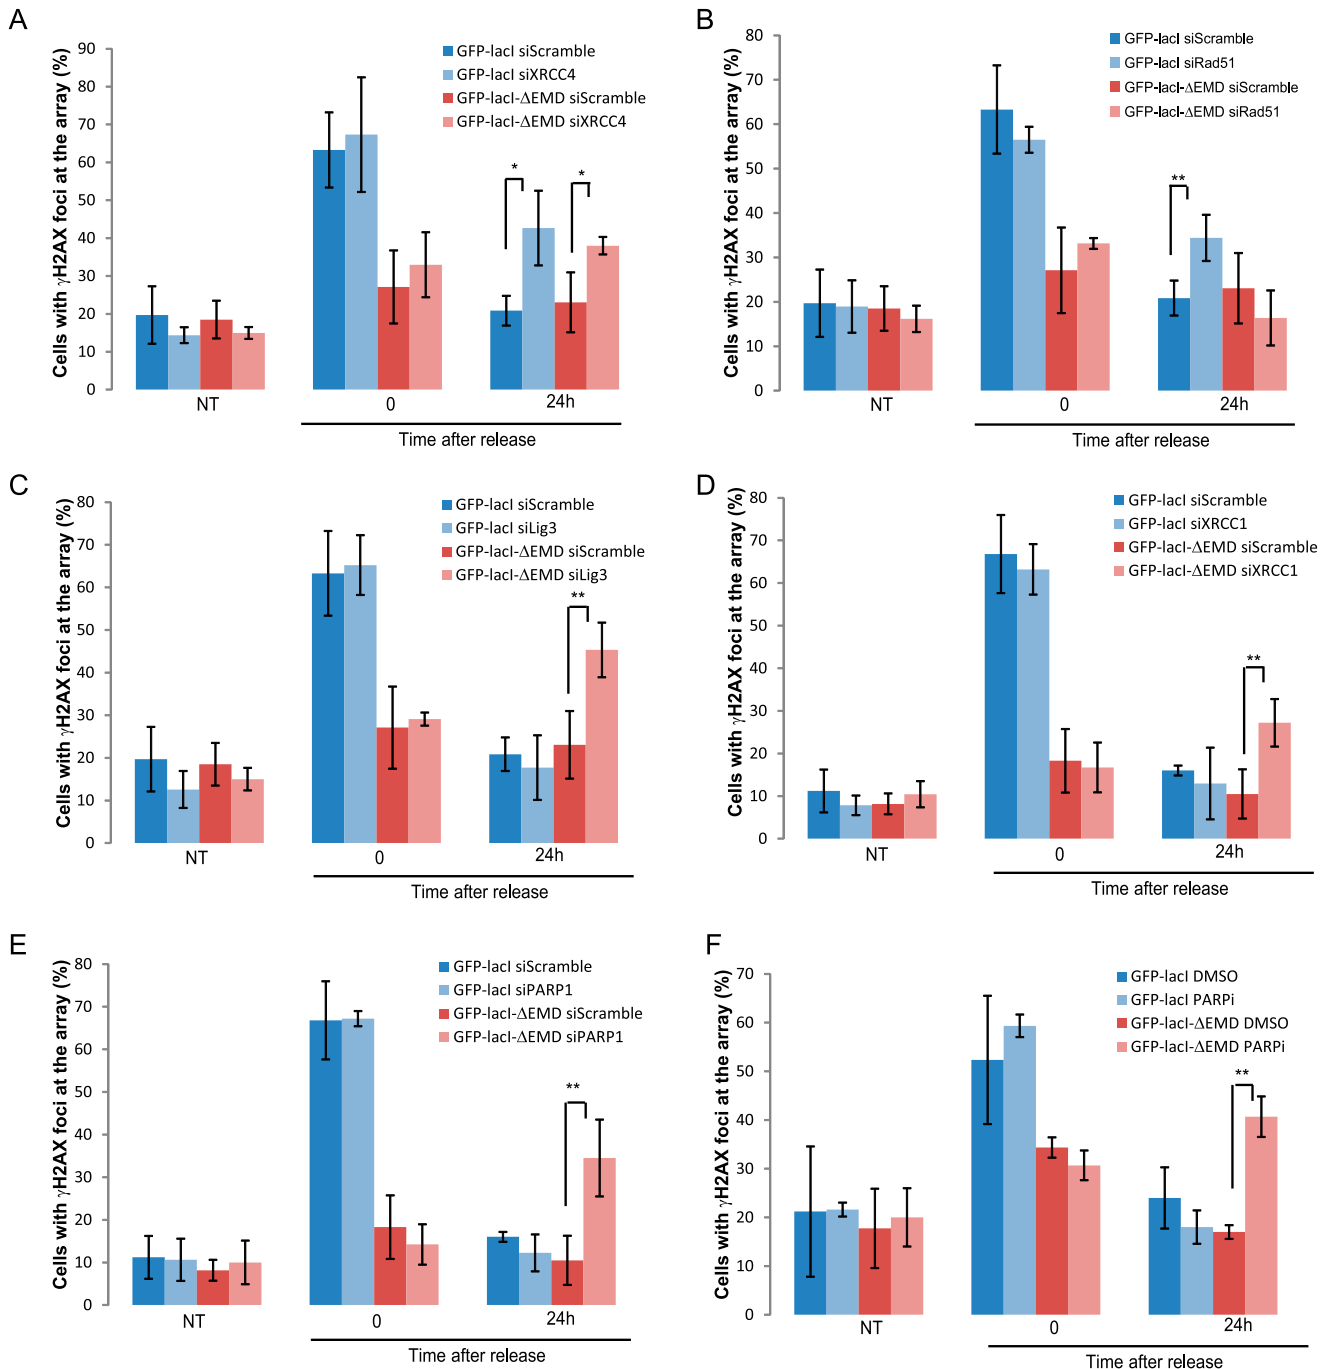 A
Cells with γH2AX foci at the array (%)
90
80
70
60
50
40
30
20
10
0
GFP-lacI siScramble
GFP-lacI siXRCC4
GFP-lacI-ΔEMD siScramble
GFP-lacI-ΔEMD siXRCC4
*
*
NT
0
24h
Time after release
B
Cells with γH2AX foci at the array (%)
80
70
60
50
40
30
20
10
0
GFP-lacI siScramble
GFP-lacI siRad51
GFP-lacI-ΔEMD siScramble
GFP-lacI-ΔEMD siRad51
**
NT
0
24h
Time after release
C
Cells with γH2AX foci at the array (%)
80
70
60
50
40
30
20
10
0
GFP-lacI siScramble
GFP-lacI siLig3
GFP-lacI-ΔEMD siScramble
GFP-lacI-ΔEMD siLig3
**
NT
0
24h
Time after release
D
Cells with γH2AX foci at the array (%)
80
70
60
50
40
30
20
10
0
GFP-lacI siScramble
GFP-lacI siXRCC1
GFP-lacI-ΔEMD siScramble
GFP-lacI-ΔEMD siXRCC1
**
NT
0
24h
Time after release
E
Cells with γH2AX foci at the array (%)
80
70
60
50
40
30
20
10
0
GFP-lacI siScramble
GFP-lacI siPARP1
GFP-lacI-ΔEMD siScramble
GFP-lacI-ΔEMD siPARP1
**
NT
0
24h
Time after release
F
Cells with γH2AX foci at the array (%)
70
60
50
40
30
20
10
0
GFP-lacI DMSO
GFP-lacI PARPi
GFP-lacI-ΔEMD DMSO
GFP-lacI-ΔEMD PARPi
**
NT
0
24h
Time after release